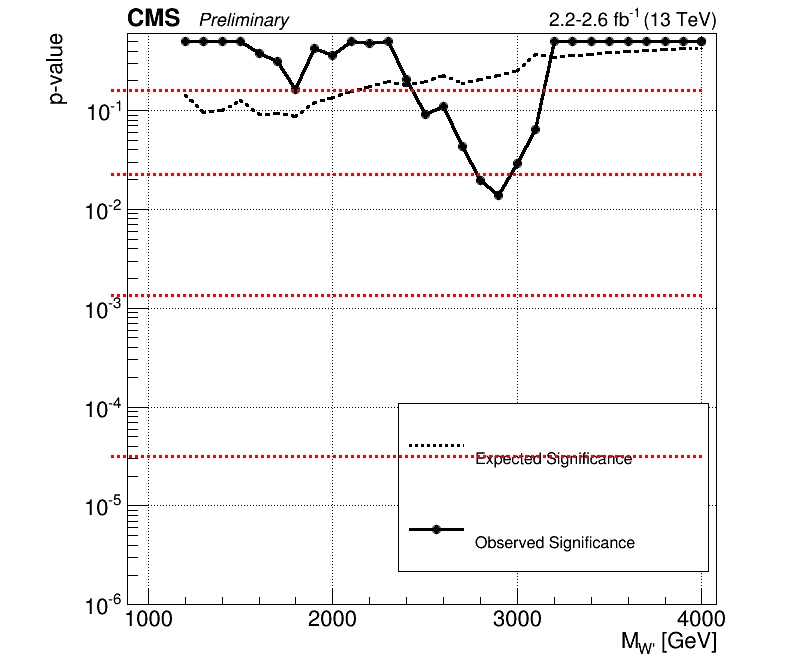 CMS Preliminary 2.2-2.6 fb⁻¹ (13 TeV)
p-value
10⁻¹
10⁻²
10⁻³
10⁻⁴
10⁻⁵
10⁻⁶
Expected Significance
Observed Significance
1000 2000 3000 4000
M_W' [GeV]